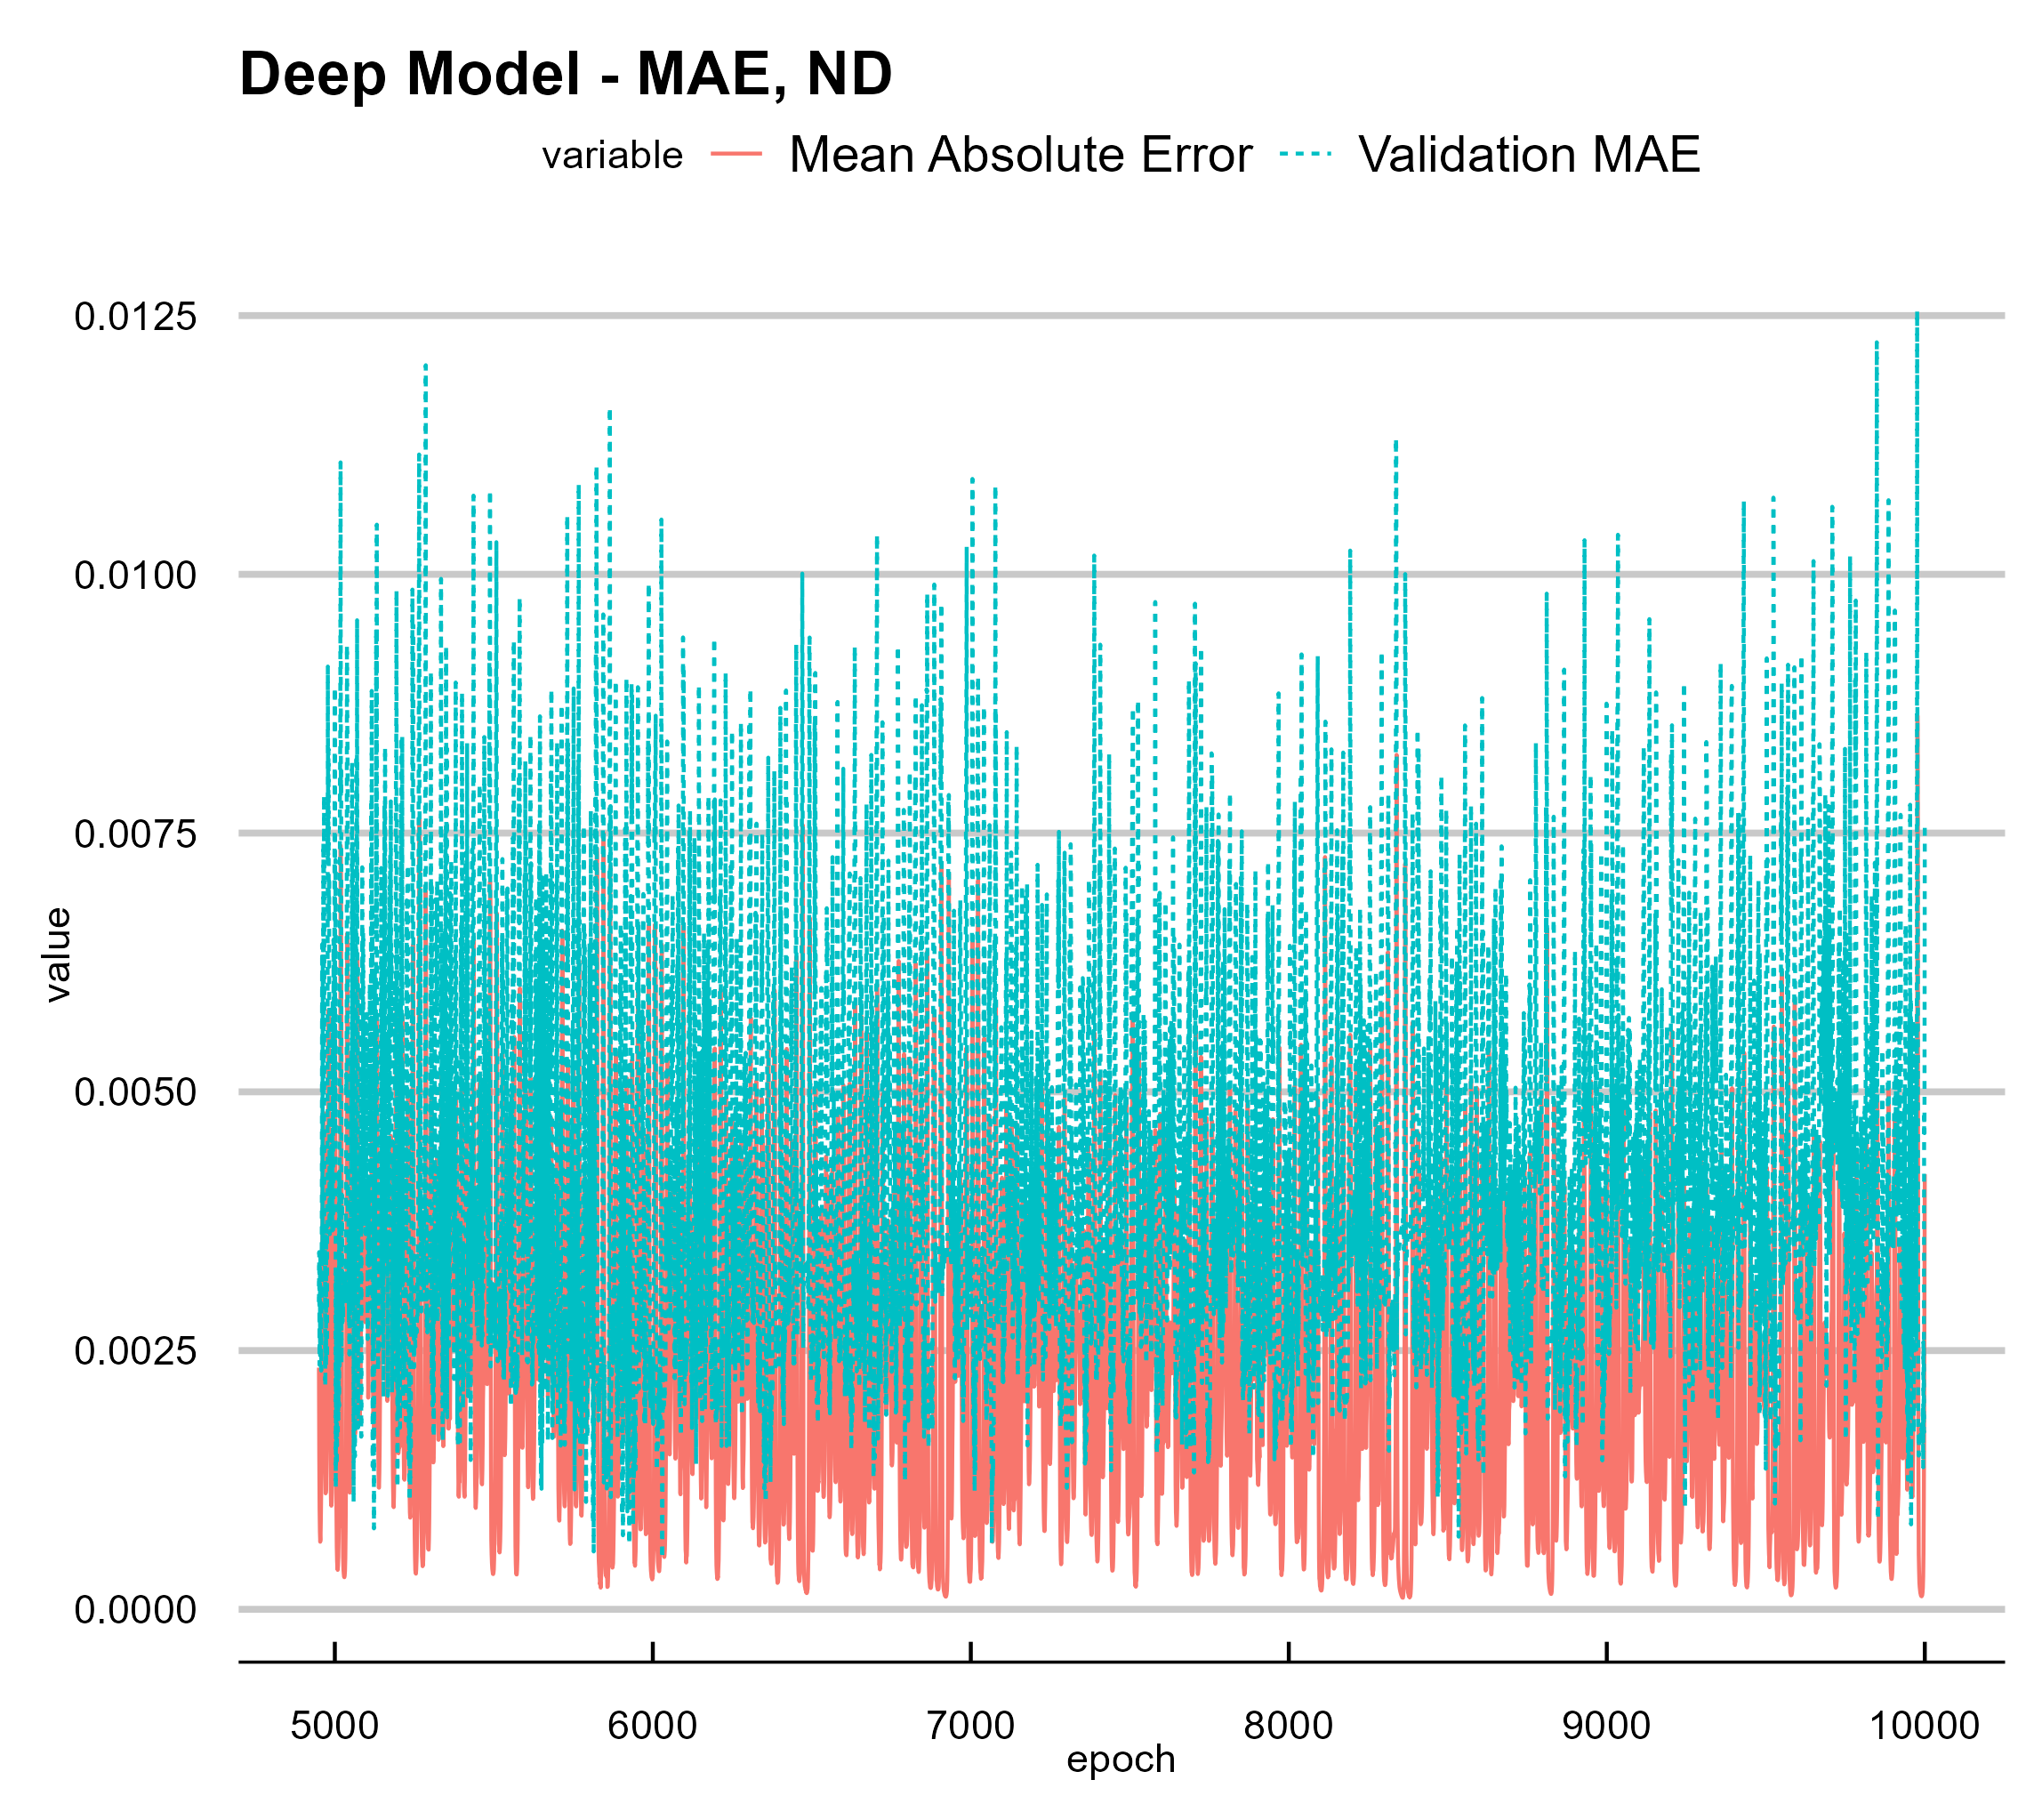 Deep Model - MAE, ND
variable Mean Absolute Error Validation MAE
0.0125
0.0100
0.0075
0.0050
0.0025
0.0000
value
5000 6000 7000 8000 9000 10000
epoch